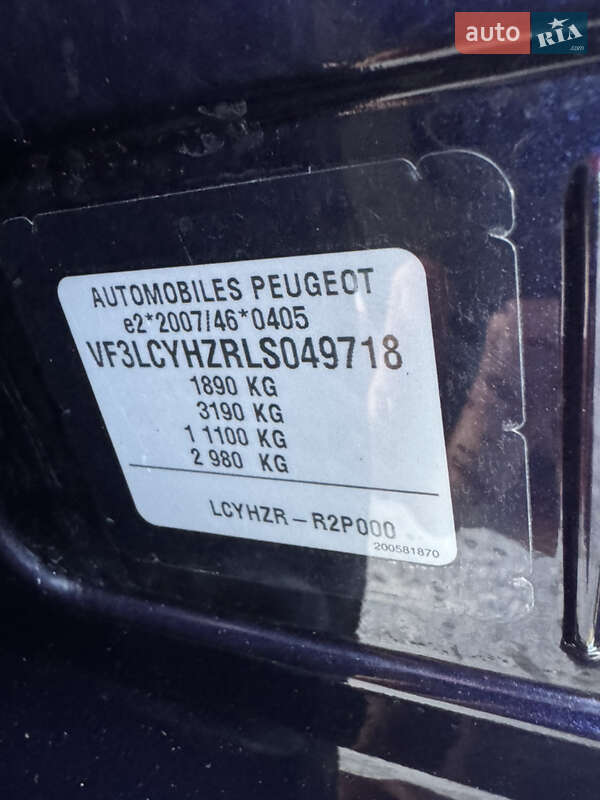 auto RIA
.com
AUTOMOBILES PEUGEOT
e2*2007/46*0405
VF3LCYHZRLS049718
1890 KG
3190 KG
1 1100 KG
2 980 KG
LCYHZR-R2P000
200581870